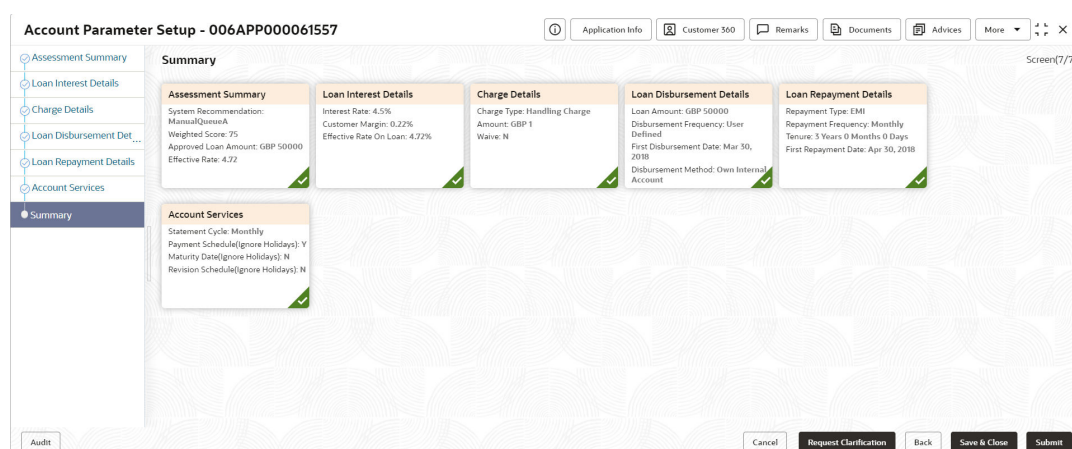 Account Parameter Setup - 006APP000061557
Application Info
Customer 360
Remarks
Documents
Advices
More
Assessment Summary
Loan Interest Details
Charge Details
Loan Disbursement Det...
Loan Repayment Details
Account Services
Summary
Summary
Screen(7/7
Assessment Summary
System Recommendation:
ManualQueueA
Weighted Score: 75
Approved Loan Amount: GBP 50000
Effective Rate: 4.72
Loan Interest Details
Interest Rate: 4.5%
Customer Margin: 0.22%
Effective Rate On Loan: 4.72%
Charge Details
Charge Type: Handling Charge
Amount: GBP 1
Waive: N
Loan Disbursement Details
Loan Amount: GBP 50000
Disbursement Frequency: User
Defined
First Disbursement Date: Mar 30,
2018
Disbursement Method: Own Internal
Account
Loan Repayment Details
Repayment Type: EMI
Repayment Frequency: Monthly
Tenure: 3 Years 0 Months 0 Days
First Repayment Date: Apr 30, 2018
Account Services
Statement Cycle: Monthly
Payment Schedule(Ignore Holidays): Y
Maturity Date(Ignore Holidays): N
Revision Schedule(Ignore Holidays): N
Audit
Cancel
Request Clarification
Back
Save & Close
Submit